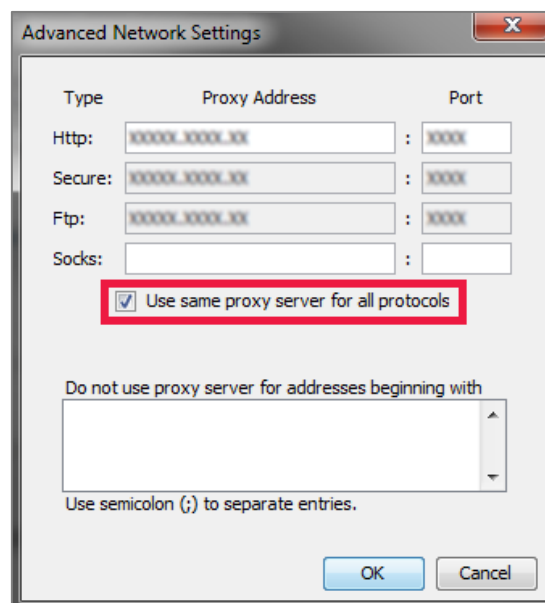 Advanced Network Settings
Type Proxy Address Port
Http: :
Secure: :
Ftp: :
Socks: :
Use same proxy server for all protocols
Do not use proxy server for addresses beginning with
Use semicolon (;) to separate entries.
OK Cancel